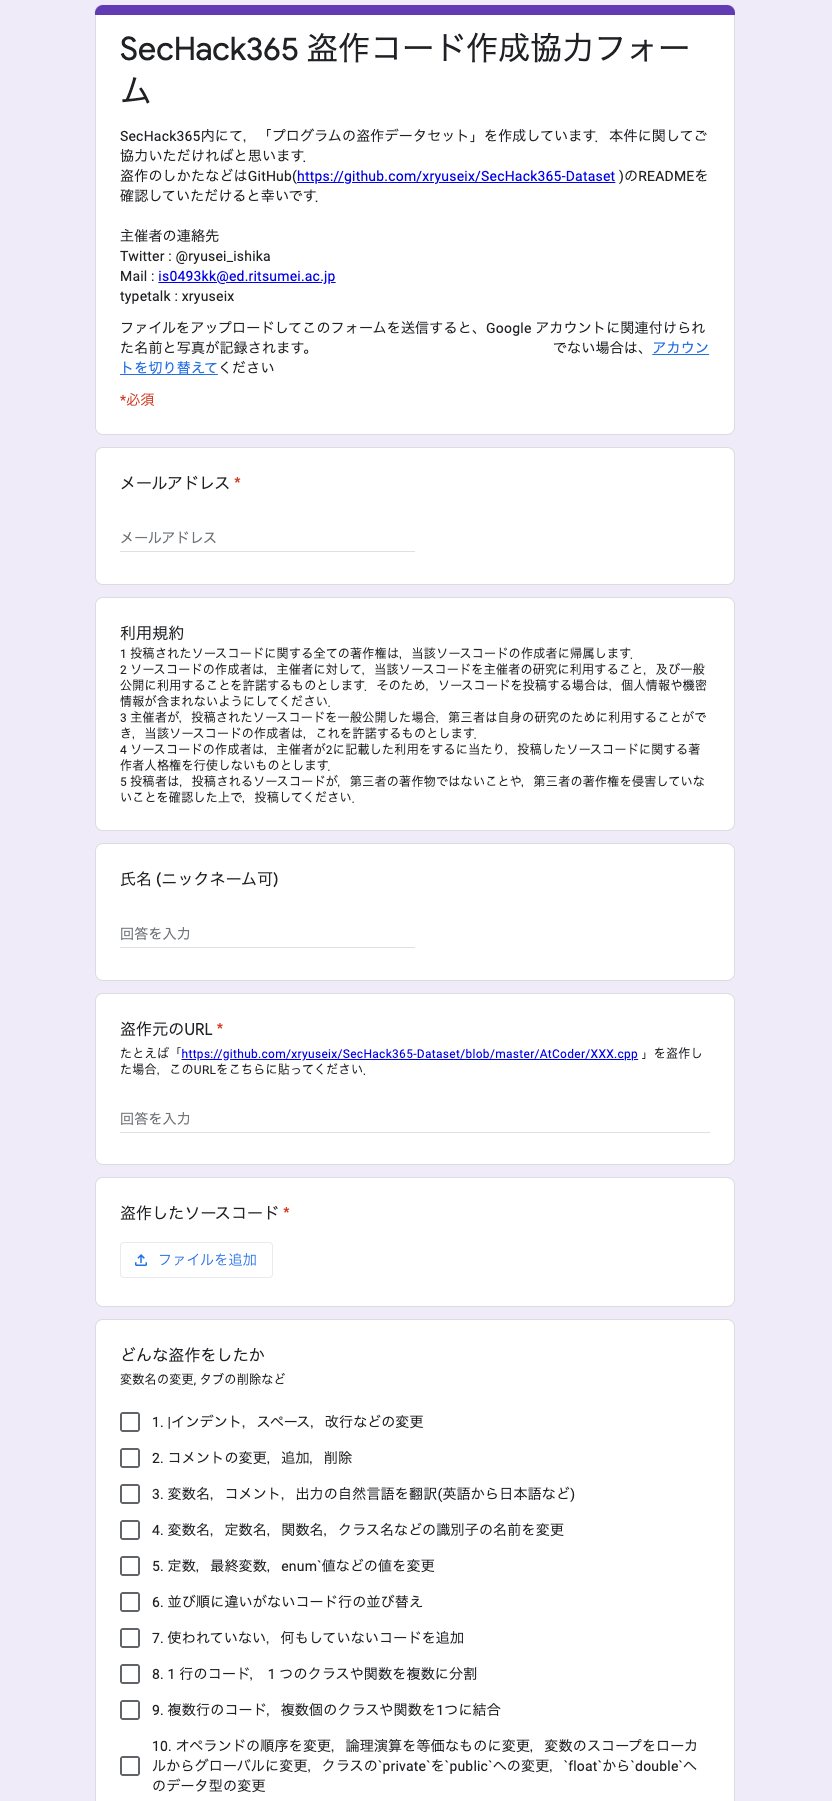 SecHack365 盗作コード作成協力フォー
ム
SecHack365内にて，「プログラムの盗作データセット」を作成しています．本件に関してご
協力いただければと思います．
盗作のしかたなどはGitHub(https://github.com/xryuseix/SecHack365-Dataset )のREADMEを
確認していただけると幸いです．
主催者の連絡先
Twitter : @ryusei_ishika
Mail : is0493kk@ed.ritsumei.ac.jp
typetalk : xryuseix
ファイルをアップロードしてこのフォームを送信すると、Google アカウントに関連付けられ
た名前と写真が記録されます。 でない場合は、アカウン
トを切り替えてください
*必須
メールアドレス *
メールアドレス
利用規約
1 投稿されたソースコードに関する全ての著作権は，当該ソースコードの作成者に帰属します．
2 ソースコードの作成者は，主催者に対して，当該ソースコードを主催者の研究に利用すること，及び一般
公開に利用することを許諾するものとします．そのため，ソースコードを投稿する場合は，個人情報や機密
情報が含まれないようにしてください．
3 主催者が，投稿されたソースコードを一般公開した場合，第三者は自身の研究のために利用することがで
き，当該ソースコードの作成者は，これを許諾するものとします．
4 ソースコードの作成者は，主催者が2に記載した利用をするに当たり，投稿したソースコードに関する著
作者人格権を行使しないものとします．
5 投稿者は，投稿されるソースコードが，第三者の著作物ではないことや，第三者の著作権を侵害していな
いことを確認した上で，投稿してください．
氏名 (ニックネーム可)
回答を入力
盗作元のURL *
たとえば「https://github.com/xryuseix/SecHack365-Dataset/blob/master/AtCoder/XXX.cpp 」を盗作し
た場合，このURLをこちらに貼ってください．
回答を入力
盗作したソースコード *
ファイルを追加
どんな盗作をしたか
変数名の変更, タブの削除など
1. |インデント，スペース，改行などの変更
2. コメントの変更，追加，削除
3. 変数名，コメント，出力の自然言語を翻訳(英語から日本語など)
4. 変数名，定数名，関数名，クラス名などの識別子の名前を変更
5. 定数，最終変数，enum`値などの値を変更
6. 並び順に違いがないコード行の並び替え
7. 使われていない，何もしていないコードを追加
8. 1 行のコード， 1 つのクラスや関数を複数に分割
9. 複数行のコード，複数個のクラスや関数を1つに結合
10. オペランドの順序を変更，論理演算を等価なものに変更，変数のスコープをローカ
ルからグローバルに変更，クラスの`private`を`public`への変更，`float`から`double`へ
のデータ型の変更